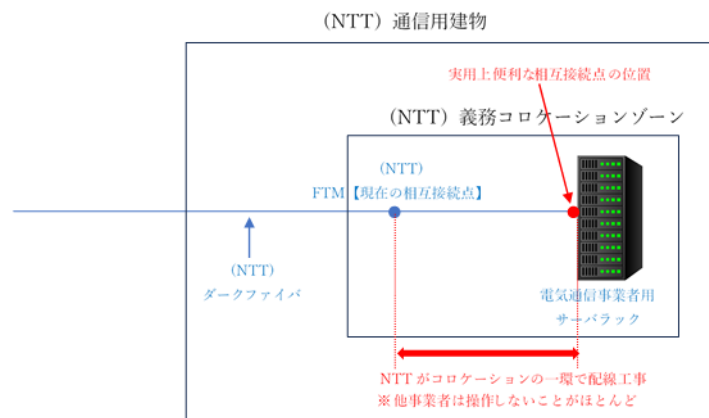 （NTT）通信用建物
実用上便利な相互接続点の位置
（NTT）義務コロケーションゾーン
（NTT）
FTM【現在の相互接続点】
（NTT）
ダークファイバ
電気通信事業者用
サーバラック
NTTがコロケーションの一環で配線工事
※他事業者は操作しないことがほとんど